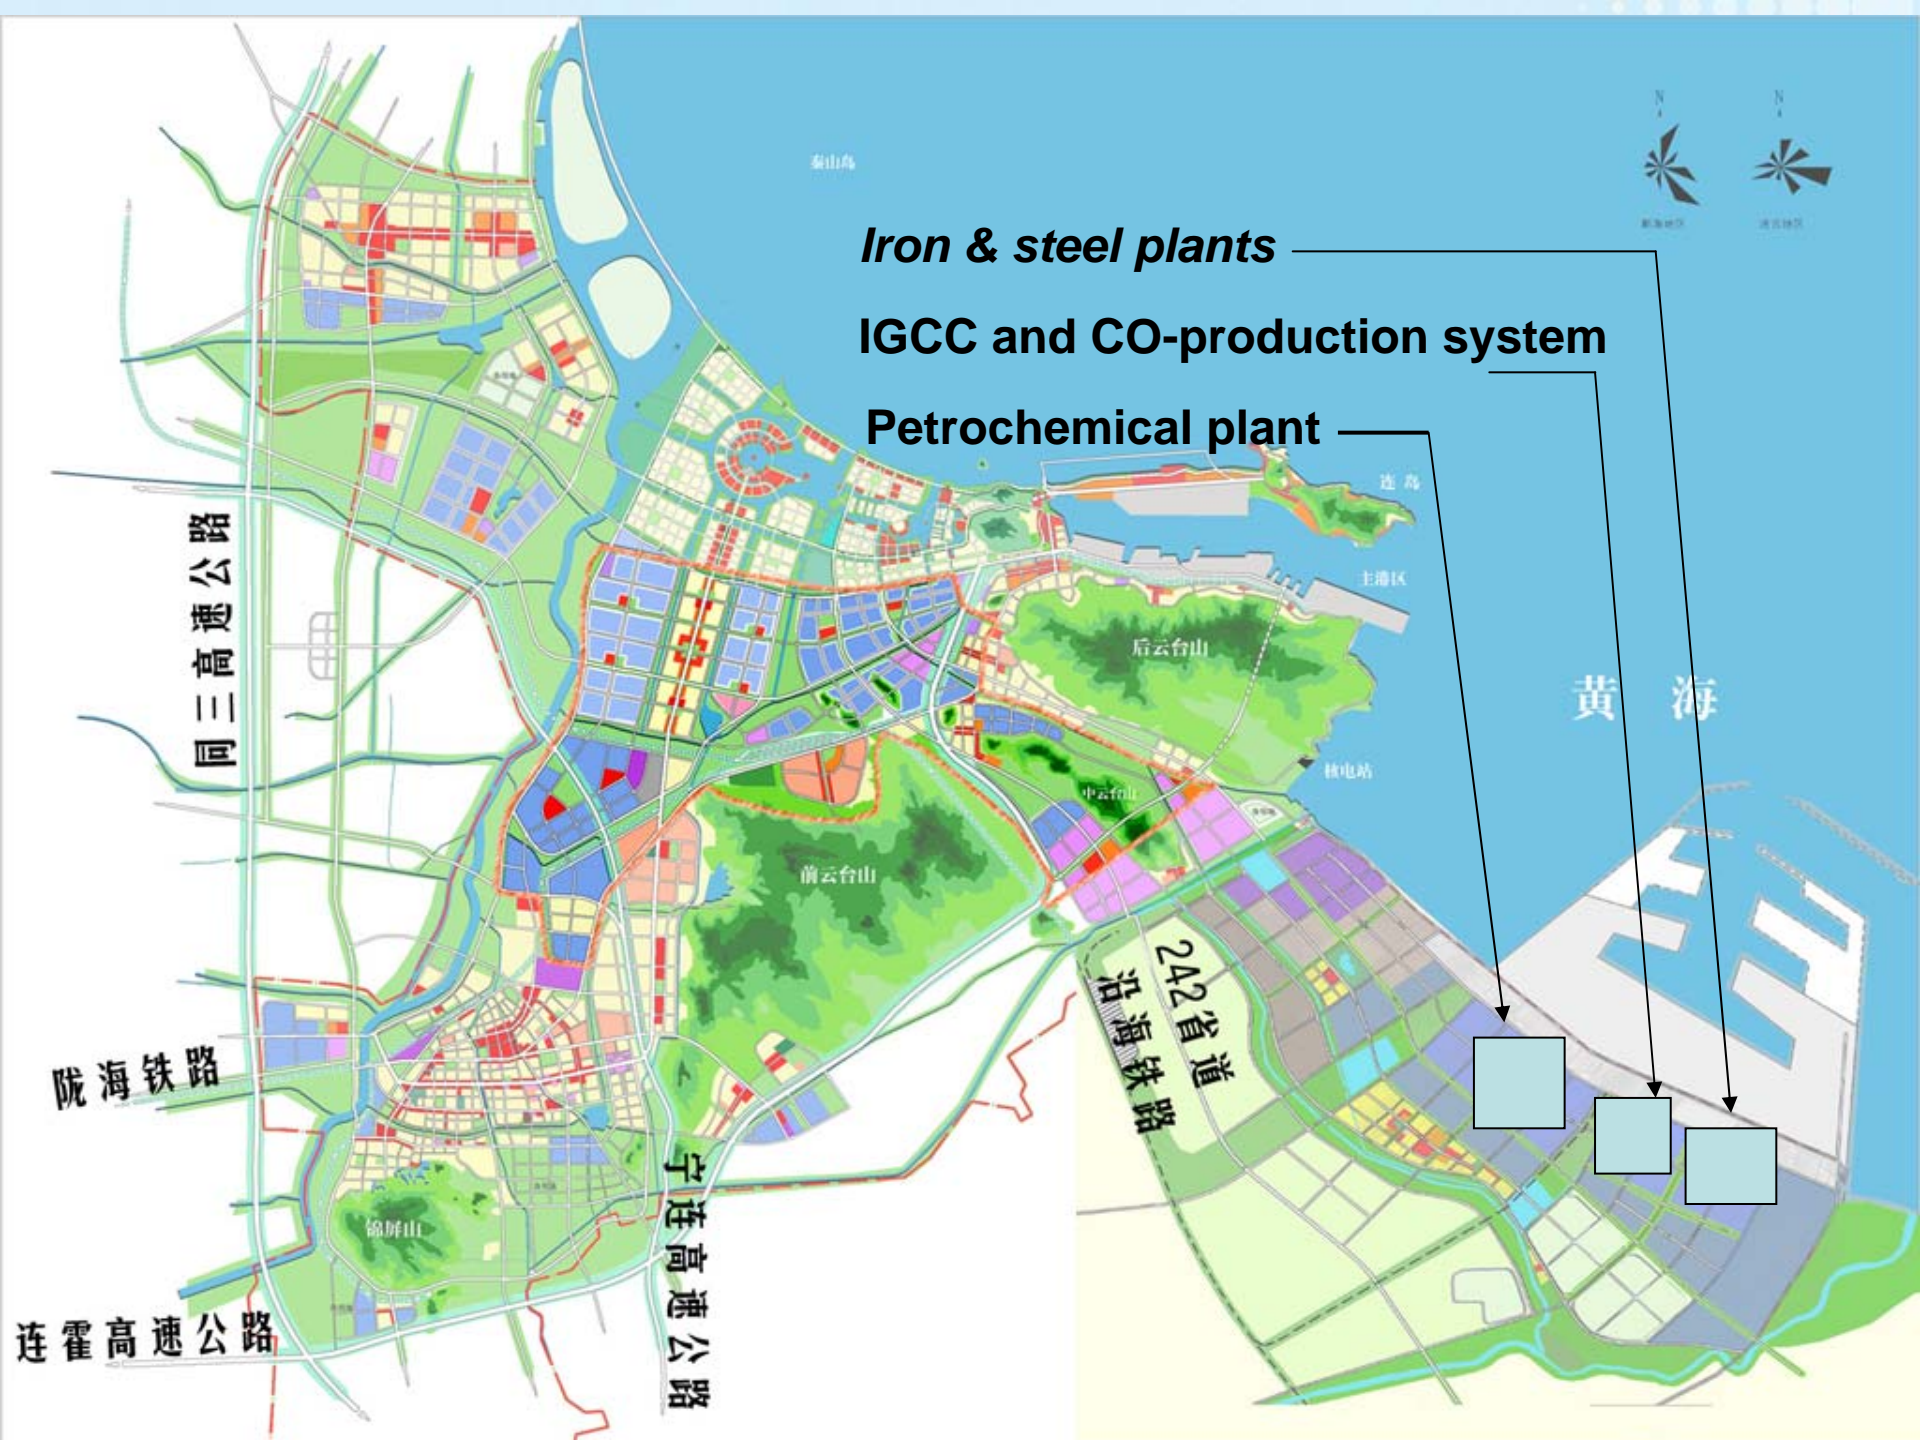 N
N
秦山岛
Iron & steel plants
IGCC and CO-production system
Petrochemical plant
连岛
主港区
同三高速公路
后云台山
黄 海
核电站
中云台山
前云台山
242省道
沿海铁路
陇海铁路
宁连高速公路
锦屏山
连霍高速公路